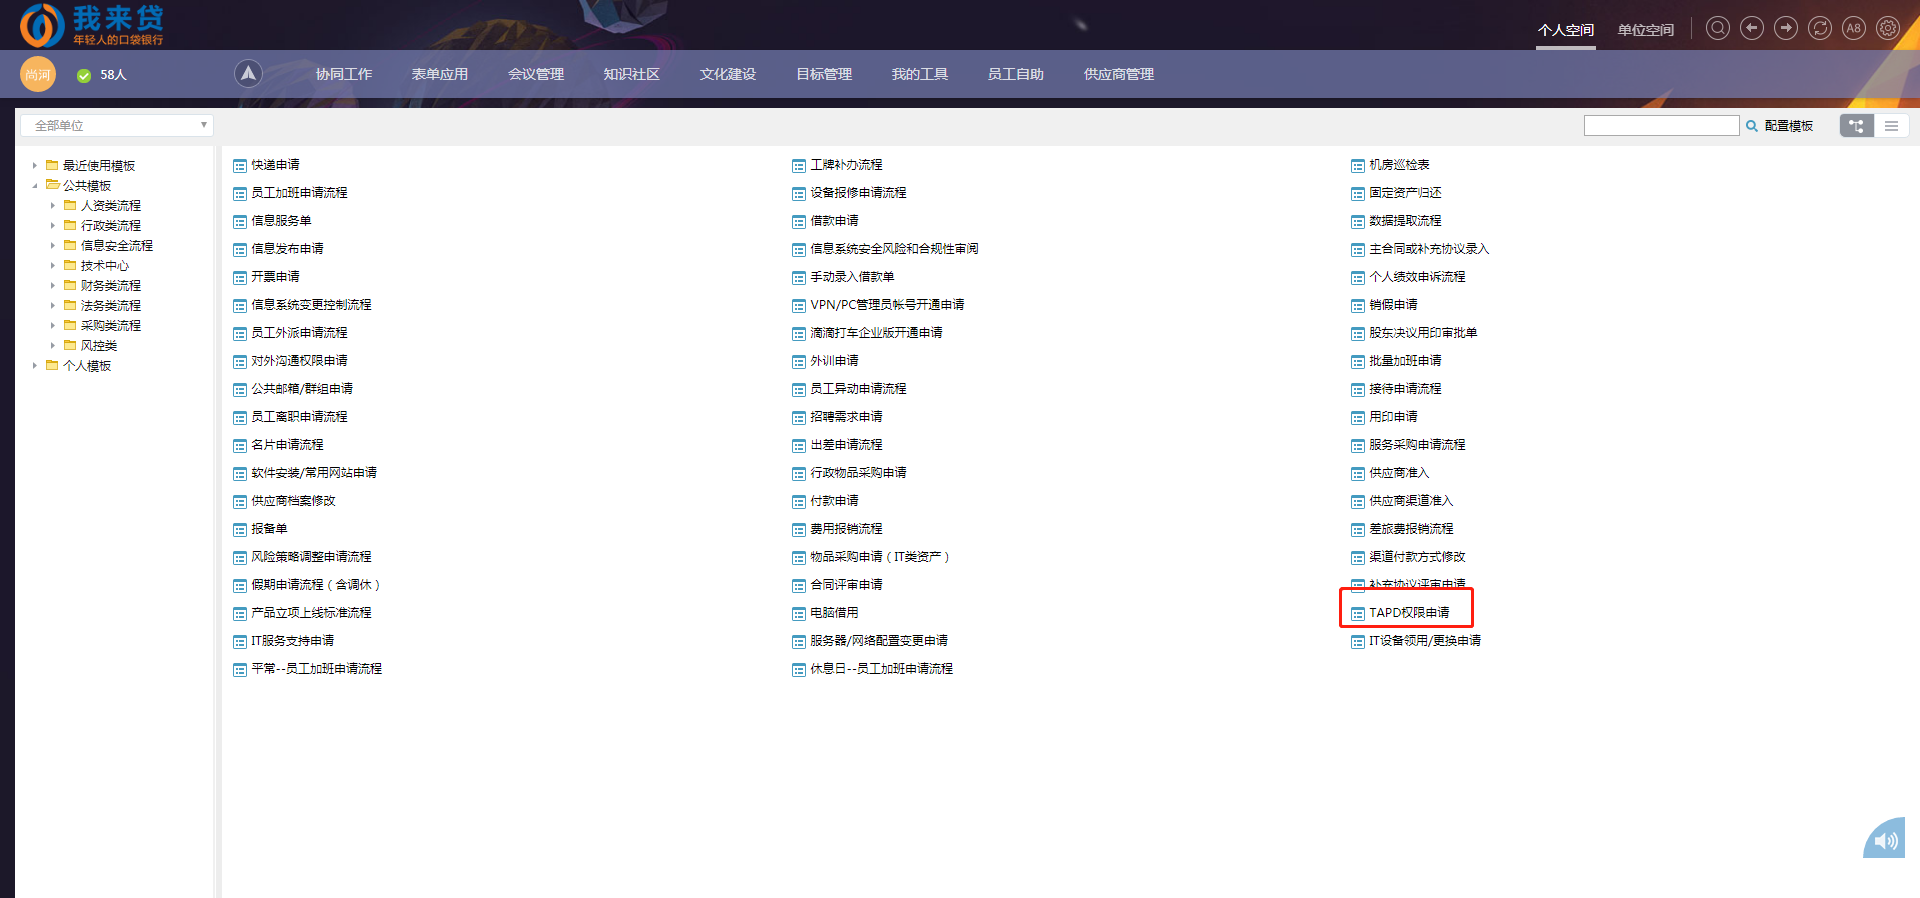 我来贷
年轻人的口袋银行
个人空间 单位空间 A8
尚河 58人 协同工作 表单应用 会议管理 知识社区 文化建设 目标管理 我的工具 员工自助 供应商管理
全部单位 配置模板
最近使用模板
公共模板
人资类流程
行政类流程
信息安全流程
技术中心
财务类流程
法务类流程
采购类流程
风控类
个人模板
快递申请 工牌补办流程 机房巡检表
员工加班申请流程 设备报修申请流程 固定资产归还
信息服务单 借款申请 数据提取流程
信息发布申请 信息系统安全风险和合规性审阅 主合同或补充协议录入
开票申请 手动录入借款单 个人绩效申诉流程
信息系统变更控制流程 VPN/PC管理员帐号开通申请 销假申请
员工外派申请流程 滴滴打车企业版开通申请 股东决议用印审批单
对外沟通权限申请 外训申请 批量加班申请
公共邮箱/群组申请 员工异动申请流程 接待申请流程
员工离职申请流程 招聘需求申请 用印申请
名片申请流程 出差申请流程 服务采购申请流程
软件安装/常用网站申请 行政物品采购申请 供应商准入
供应商档案修改 付款申请 供应商渠道准入
报备单 费用报销流程 差旅费报销流程
风险策略调整申请流程 物品采购申请（IT类资产） 渠道付款方式修改
假期申请流程（含调休） 合同评审申请 补充协议评审申请
产品立项上线标准流程 电脑借用 TAPD权限申请
IT服务支持申请 服务器/网络配置变更申请 IT设备领用/更换申请
平常--员工加班申请流程 休息日--员工加班申请流程